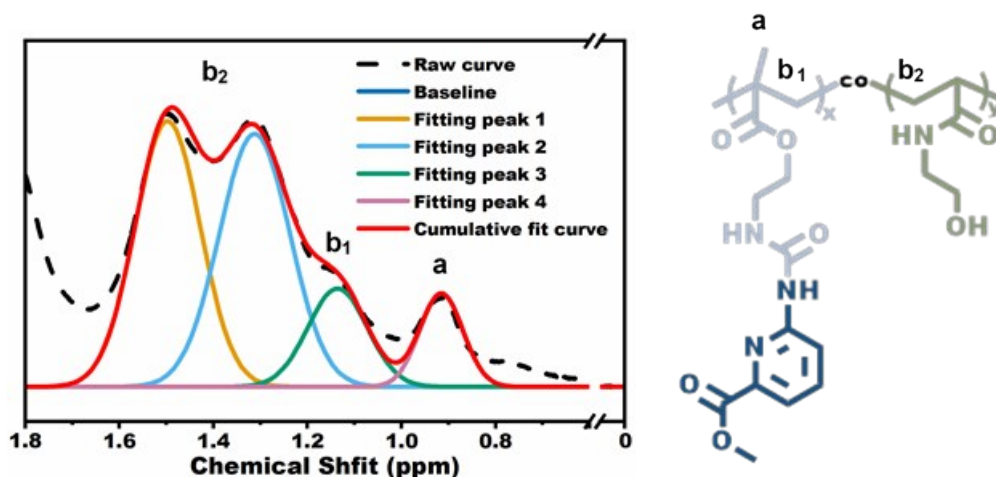 b2
b1
a
Raw curve
Baseline
Fitting peak 1
Fitting peak 2
Fitting peak 3
Fitting peak 4
Cumulative fit curve
1.8 1.6 1.4 1.2 1.0 0.8 0
Chemical Shfit (ppm)
a
b1 b2
x co y
O O HN O
HN O OH
NH
N
O
O